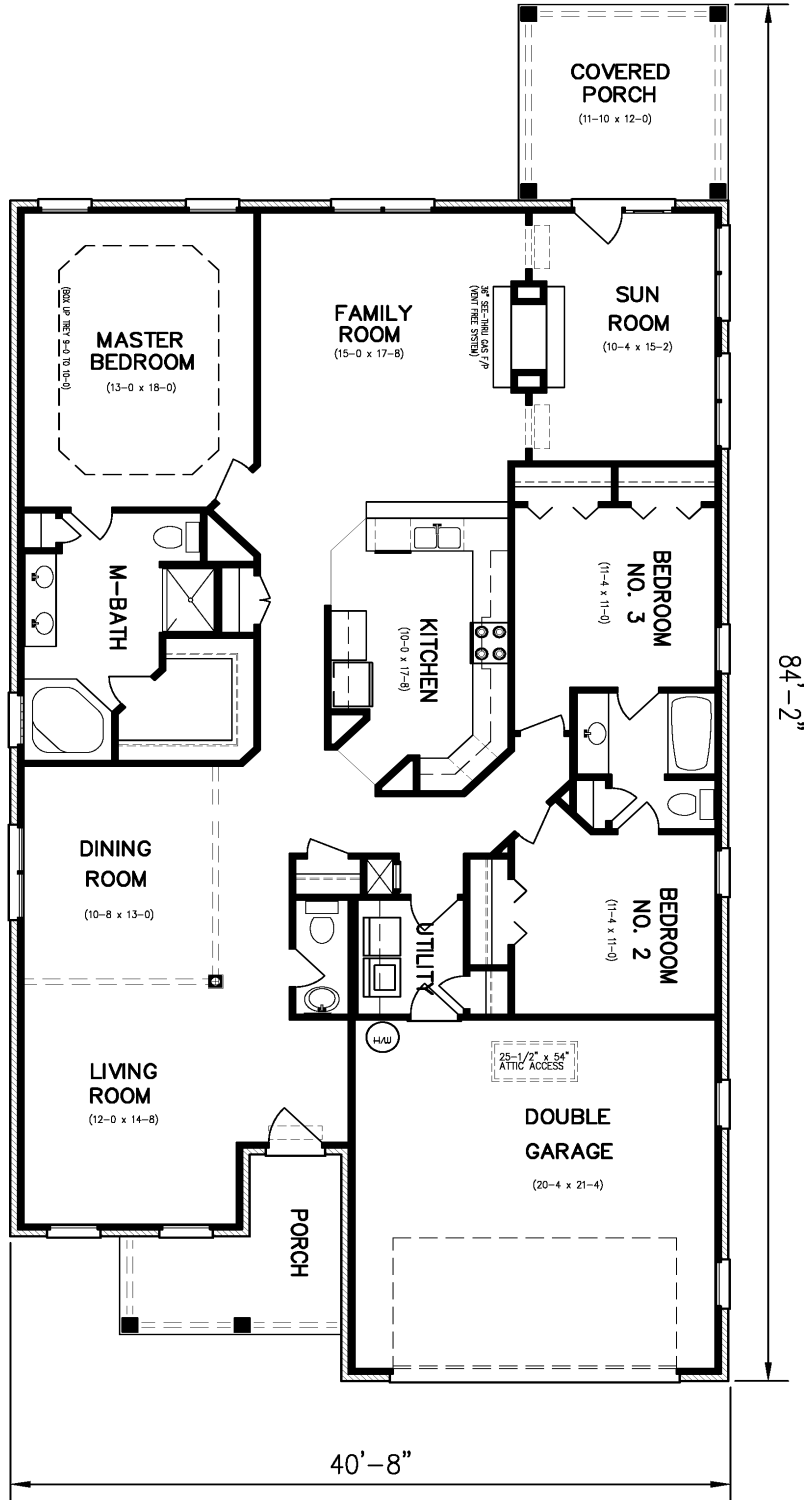 COVERED
PORCH
(11-10 x 12-0)
MASTER
BEDROOM
(13-0 x 18-0)
(BOX UP TREY 9-0 TO 10-0)
FAMILY
ROOM
(15-0 x 17-8)
36" SEE-THRU GAS F/P
(VENT FREE SYSTEM)
SUN
ROOM
(10-4 x 15-2)
M-BATH
KITCHEN
(10-0 x 17-8)
BEDROOM
NO. 3
(11-4 x 11-0)
84'-2"
DINING
ROOM
(10-8 x 13-0)
UTILITY
BEDROOM
NO. 2
(11-4 x 11-0)
LIVING
ROOM
(12-0 x 14-8)
W/H
25-1/2" x 54"
ATTIC ACCESS
DOUBLE
GARAGE
(20-4 x 21-4)
PORCH
40'-8"